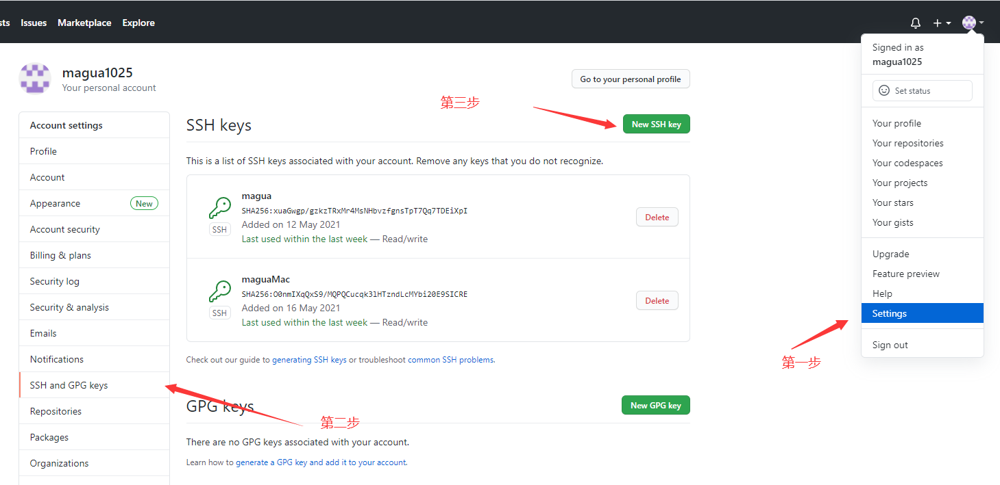 sts Issues Marketplace Explore
Signed in as
magua1025
Set status
Your profile
Your repositories
Your codespaces
Your projects
Your stars
Your gists
Upgrade
Feature preview
Help
Settings
Sign out
第一步
magua1025
Your personal account
Go to your personal profile
Account settings
Profile
Account
Appearance New
Account security
Billing & plans
Security log
Security & analysis
Emails
Notifications
SSH and GPG keys
Repositories
Packages
Organizations
第三步
SSH keys
New SSH key
This is a list of SSH keys associated with your account. Remove any keys that you do not recognize.
magua
SHA256:xuaGwgp/gzkzTRxMr4MsNHbvzfgnsTpT7Qq7TDEiXpI
SSH
Added on 12 May 2021
Last used within the last week — Read/write
Delete
maguaMac
SHA256:O0nmIXqQxS9/MQPQCucqk3lHTzndLcMYbi20E9SICRE
SSH
Added on 16 May 2021
Last used within the last week — Read/write
Delete
Check out our guide to generating SSH keys or troubleshoot common SSH problems.
GPG keys
New GPG key
第二步
There are no GPG keys associated with your account.
Learn how to generate a GPG key and add it to your account.